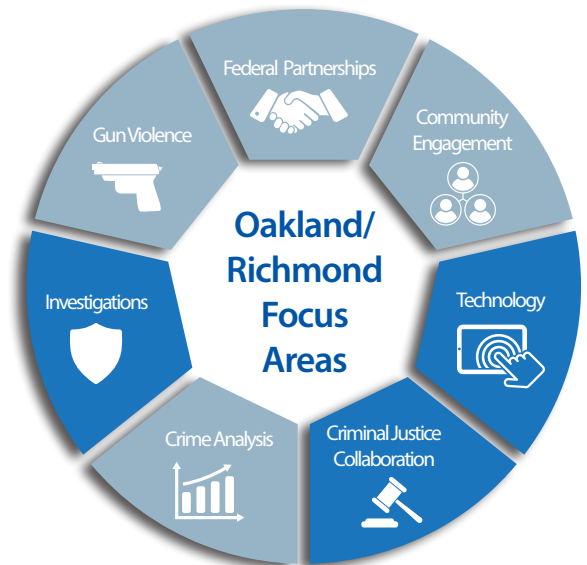 Federal Partnerships
Community
Engagement
Technology
Criminal Justice
Collaboration
Crime Analysis
Investigations
Gun Violence
Oakland/
Richmond
Focus
Areas